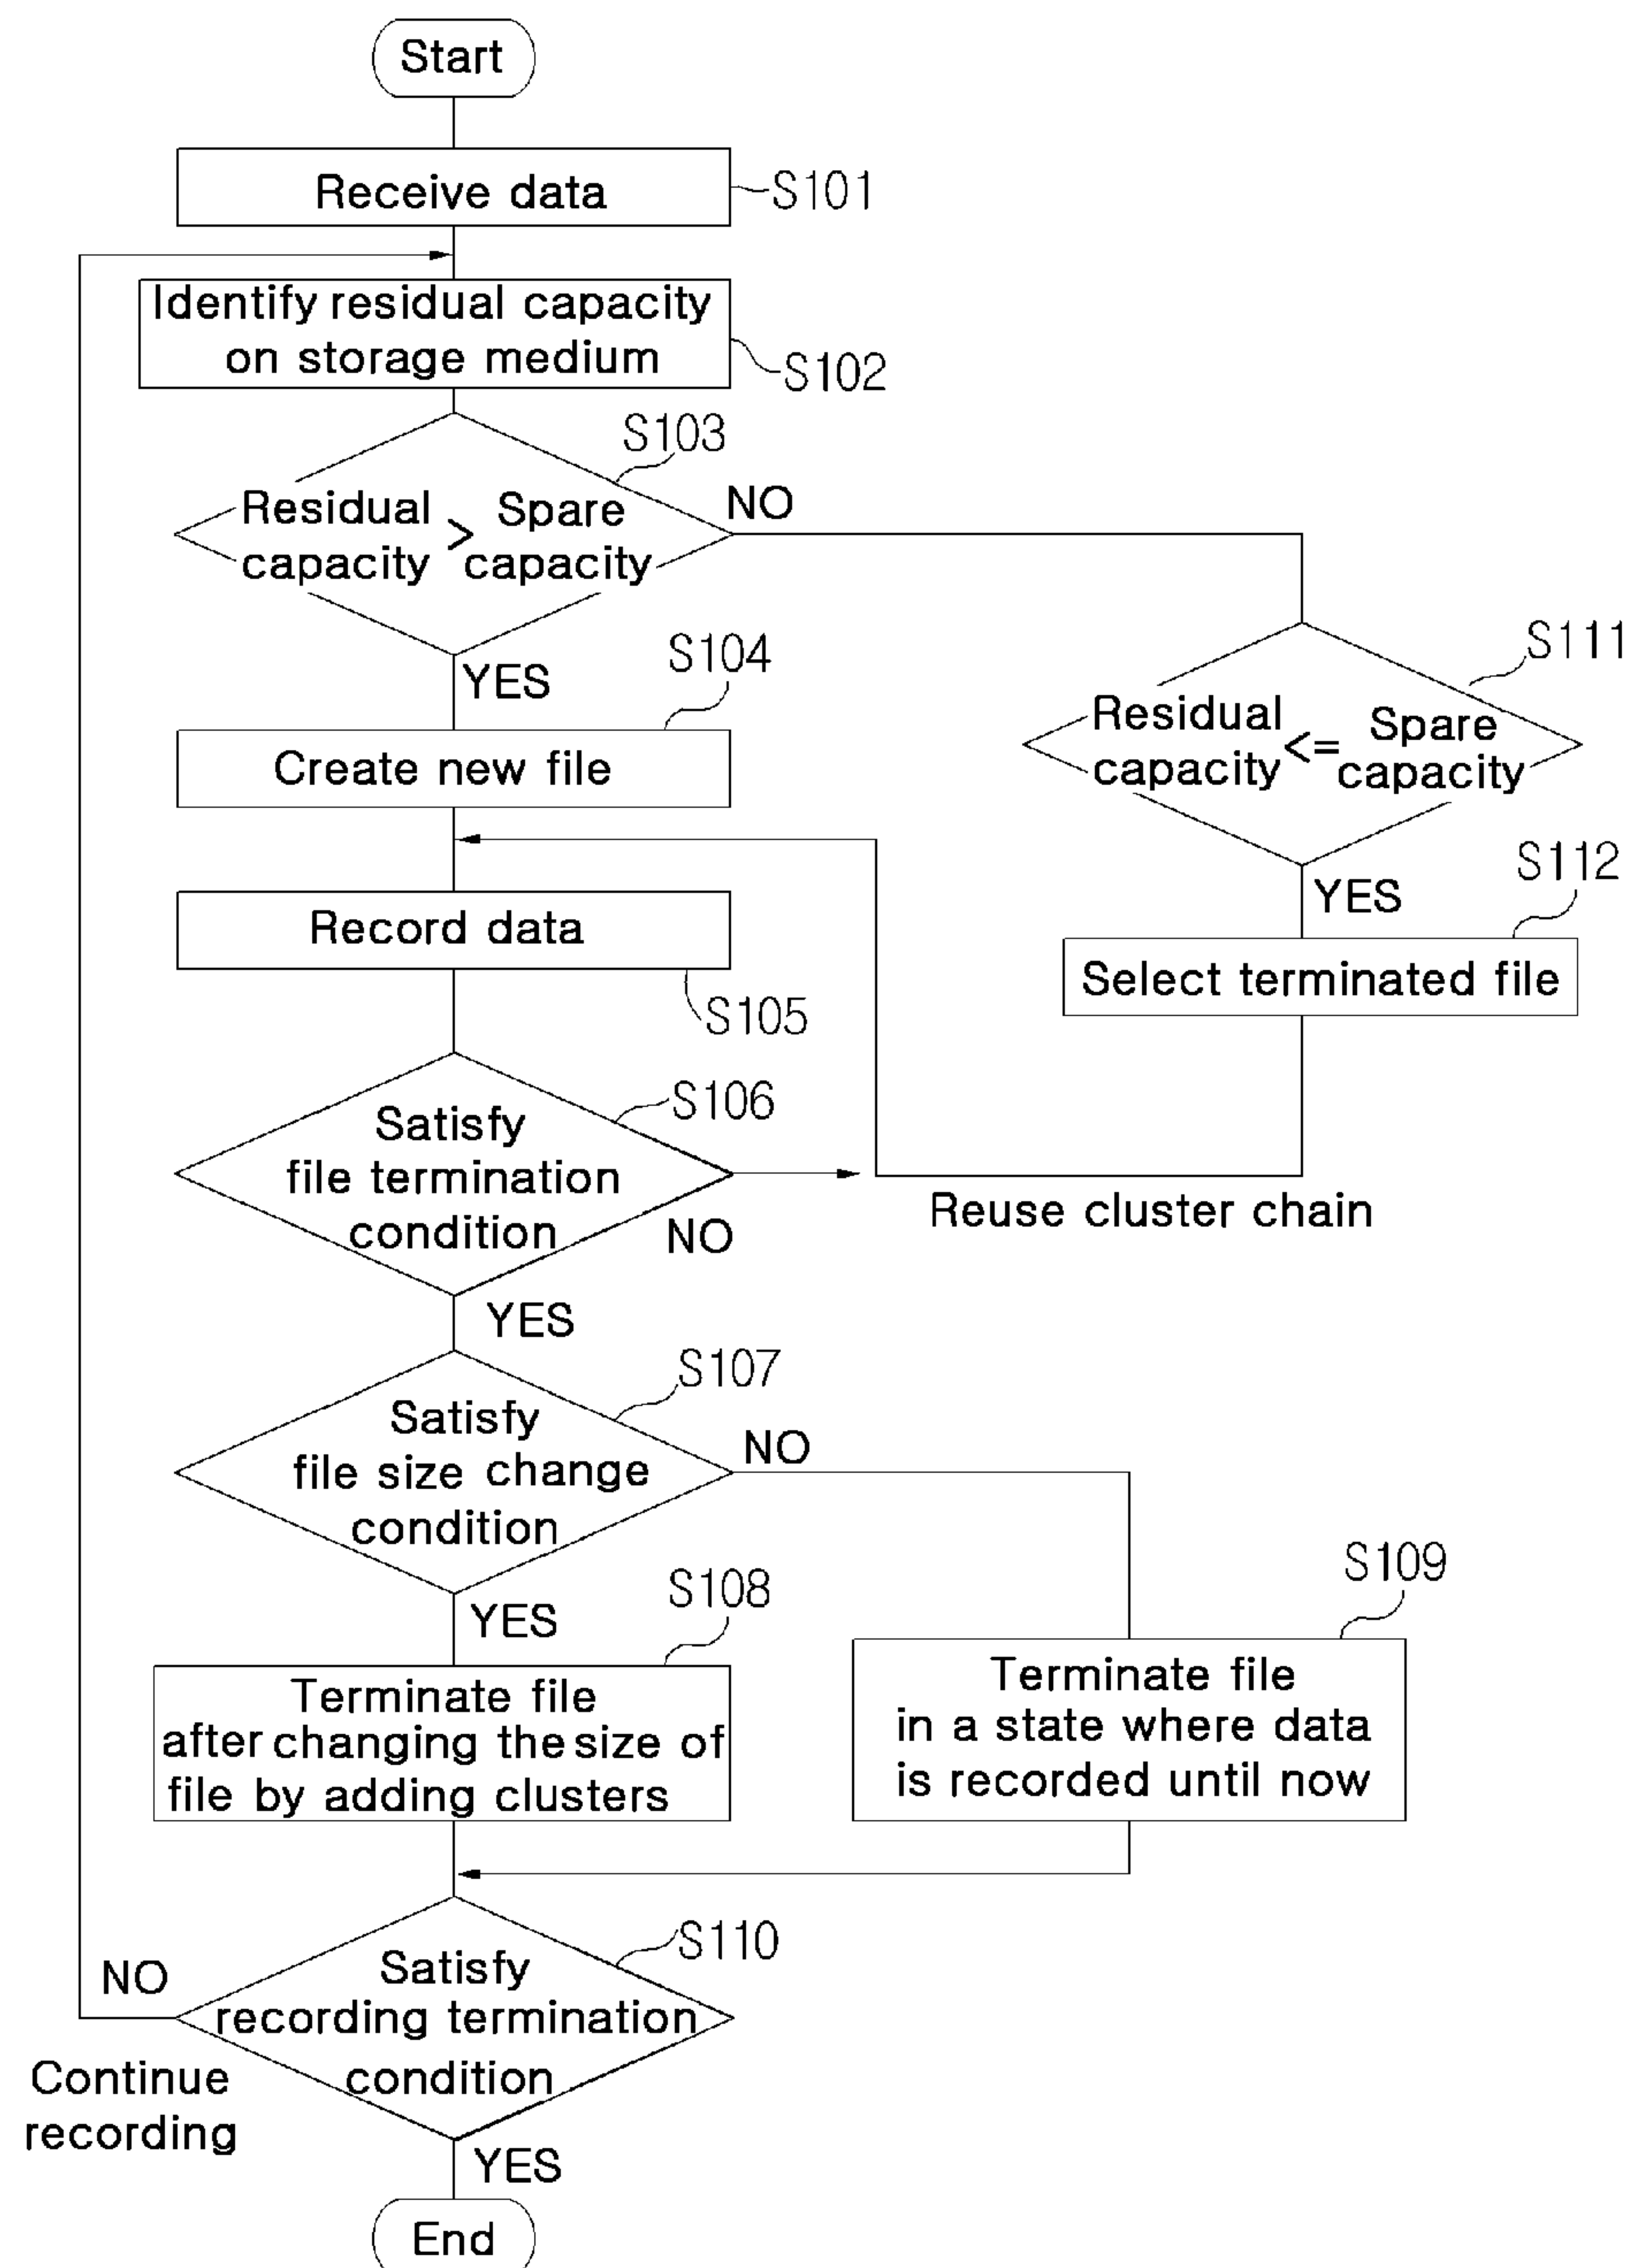 Start
Receive data
S101
Identify residual capacity
on storage medium
S102
S103
Residual
capacity
>
Spare
capacity
NO
YES
S104
Create new file
S111
Residual
capacity
<=
Spare
capacity
YES
S112
Select terminated file
Record data
S105
S106
Satisfy
file termination
condition
NO
Reuse cluster chain
YES
S107
Satisfy
file size change
condition
NO
YES
S108
Terminate file
after changing the size of
file by adding clusters
S109
Terminate file
in a state where data
is recorded until now
S110
Satisfy
recording termination
condition
NO
Continue
recording
YES
End